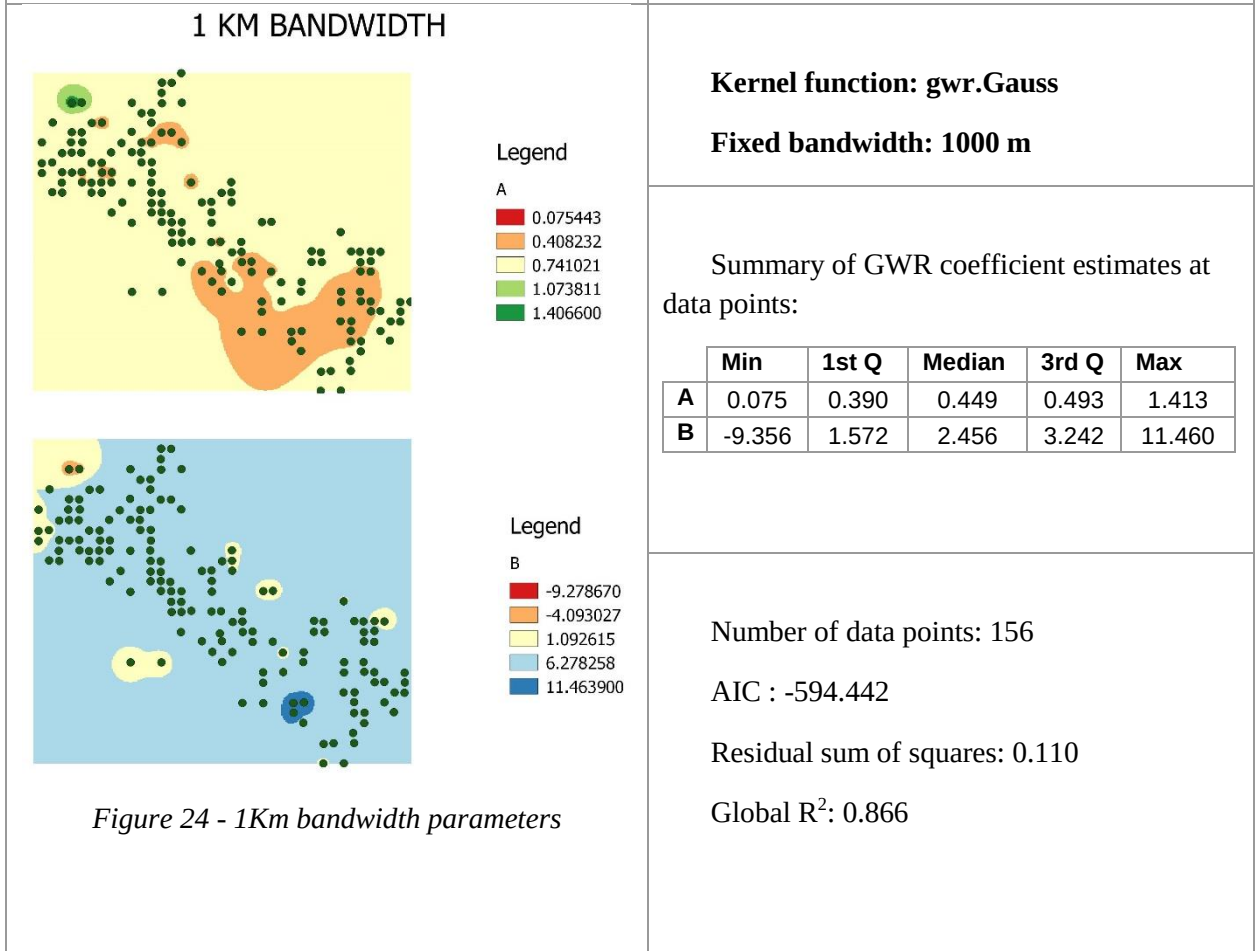 1 KM BANDWIDTH
Legend
A
0.075443
0.408232
0.741021
1.073811
1.406600
Legend
B
-9.278670
-4.093027
1.092615
6.278258
11.463900
Figure 24 - 1Km bandwidth parameters
Kernel function: gwr.Gauss
Fixed bandwidth: 1000 m
Summary of GWR coefficient estimates at
data points:
Min 1st Q Median 3rd Q Max
A 0.075 0.390 0.449 0.493 1.413
B -9.356 1.572 2.456 3.242 11.460
Number of data points: 156
AIC : -594.442
Residual sum of squares: 0.110
Global R²: 0.866